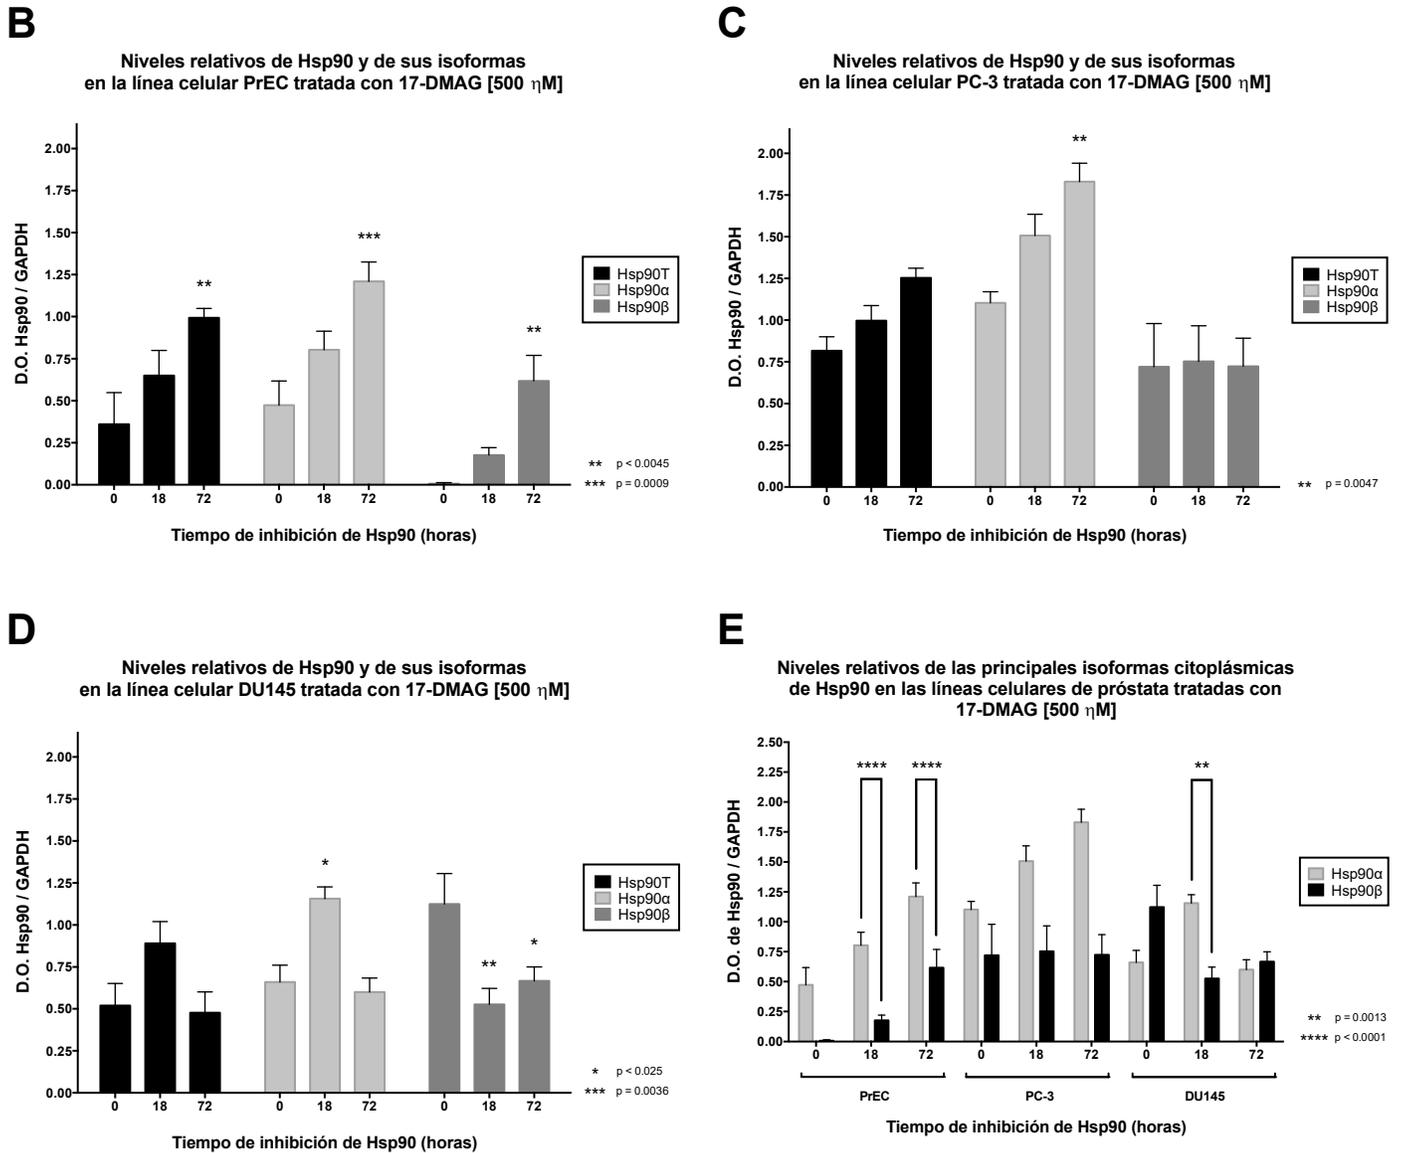 B
Niveles relativos de Hsp90 y de sus isoformas
en la línea celular PrEC tratada con 17-DMAG [500 ηM]
D.O. Hsp90 / GAPDH
2.00
1.75
1.50
1.25
1.00
0.75
0.50
0.25
0.00
** *** **
0 18 72 0 18 72 0 18 72
Tiempo de inhibición de Hsp90 (horas)
Hsp90T
Hsp90α
Hsp90β
** p < 0.0045
*** p = 0.0009
C
Niveles relativos de Hsp90 y de sus isoformas
en la línea celular PC-3 tratada con 17-DMAG [500 ηM]
D.O. Hsp90 / GAPDH
2.00
1.75
1.50
1.25
1.00
0.75
0.50
0.25
0.00
**
0 18 72 0 18 72 0 18 72
Tiempo de inhibición de Hsp90 (horas)
Hsp90T
Hsp90α
Hsp90β
** p = 0.0047
D
Niveles relativos de Hsp90 y de sus isoformas
en la línea celular DU145 tratada con 17-DMAG [500 ηM]
D.O. Hsp90 / GAPDH
2.00
1.75
1.50
1.25
1.00
0.75
0.50
0.25
0.00
* ** *
0 18 72 0 18 72 0 18 72
Tiempo de inhibición de Hsp90 (horas)
Hsp90T
Hsp90α
Hsp90β
* p < 0.025
*** p = 0.0036
E
Niveles relativos de las principales isoformas citoplásmicas
de Hsp90 en las líneas celulares de próstata tratadas con
17-DMAG [500 ηM]
D.O. de Hsp90 / GAPDH
2.50
2.25
2.00
1.75
1.50
1.25
1.00
0.75
0.50
0.25
0.00
**** **** **
0 18 72 0 18 72 0 18 72
PrEC PC-3 DU145
Tiempo de inhibición de Hsp90 (horas)
Hsp90α
Hsp90β
** p = 0.0013
**** p < 0.0001